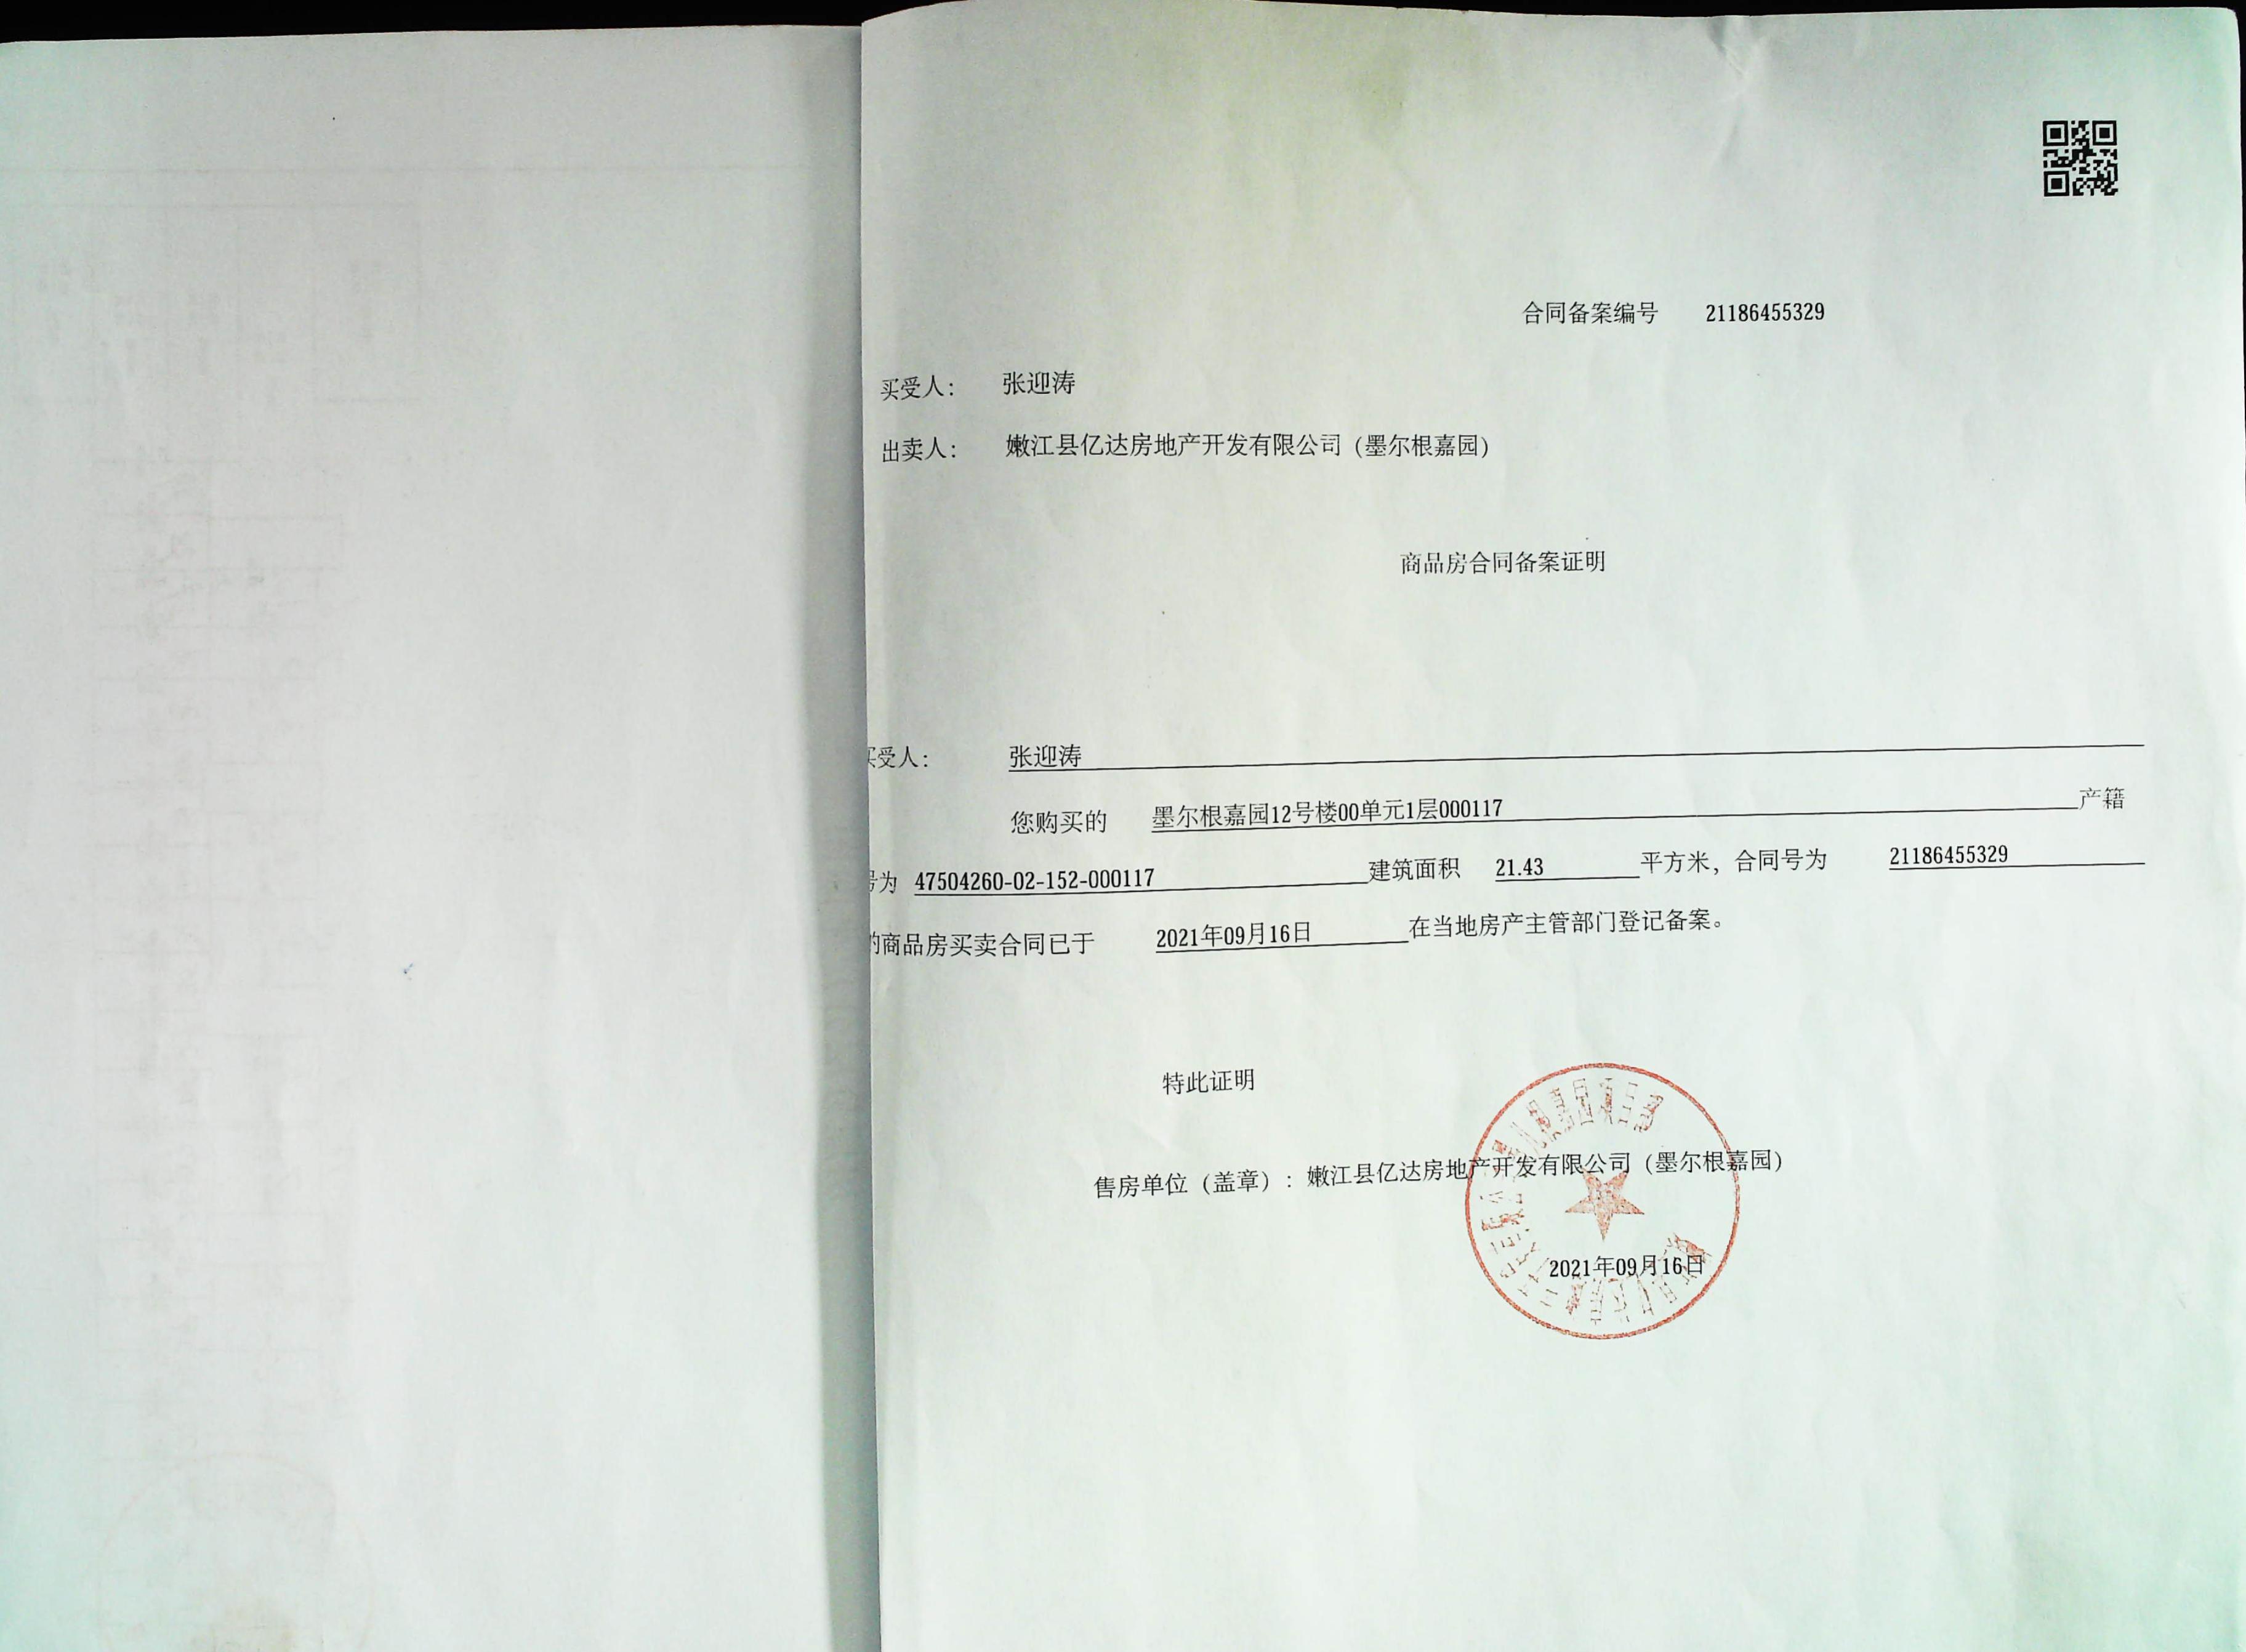 合同备案编号 21186455329
买受人： 张迎涛
出卖人： 嫩江县亿达房地产开发有限公司（墨尔根嘉园）
商品房合同备案证明
买受人： 张迎涛
您购买的 墨尔根嘉园12号楼00单元1层000117 产籍
号为 47504260-02-152-000117 建筑面积 21.43 平方米，合同号为 21186455329
的商品房买卖合同已于 2021年09月16日 在当地房产主管部门登记备案。
特此证明
售房单位（盖章）：嫩江县亿达房地产开发有限公司（墨尔根嘉园）
2021年09月16日